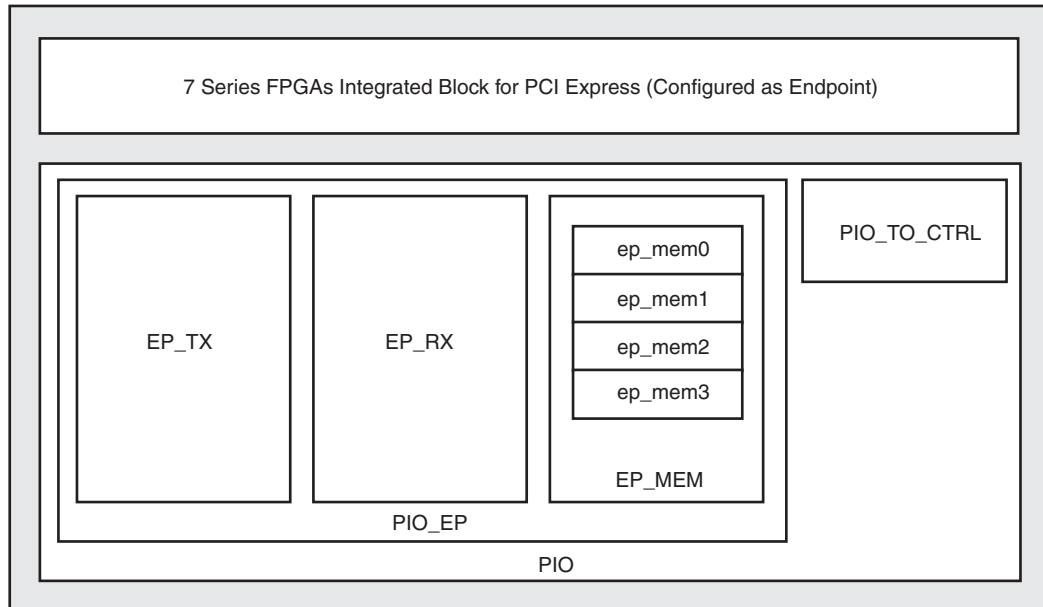 7 Series FPGAs Integrated Block for PCI Express (Configured as Endpoint)
PIO_TO_CTRL
ep_mem0
ep_mem1
EP_TX
EP_RX
ep_mem2
ep_mem3
EP_MEM
PIO_EP
PIO